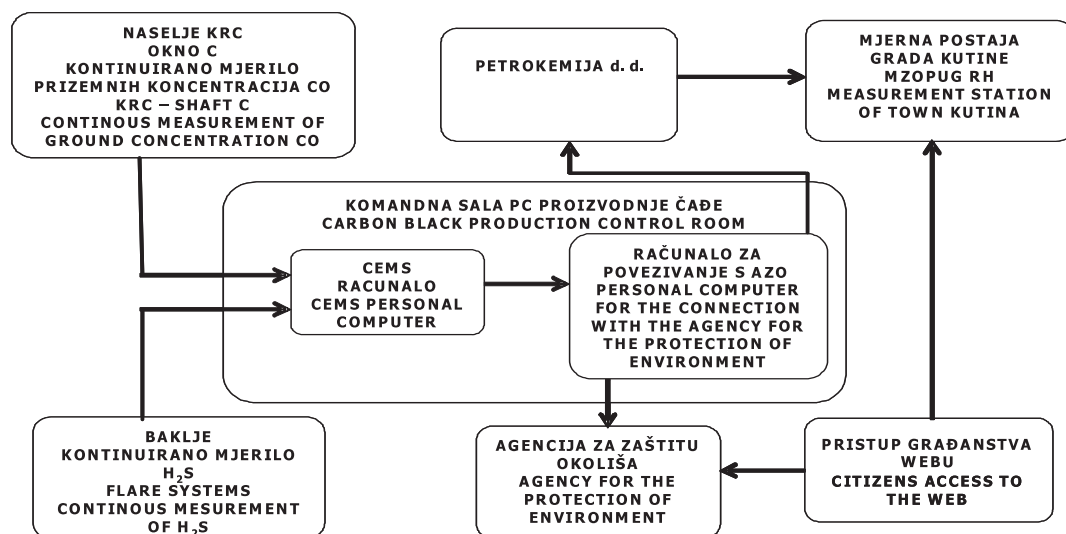 NASELJE KRC
OKNO C
KONTINUIRANO MJERILO
PRIZEMNIH KONCENTRACIJA CO
KRC – SHAFT C
CONTINOUS MEASUREMENT OF
GROUND CONCENTRATION CO
PETROKEMIJA d. d.
MJERNA POSTAJA
GRADA KUTINE
MZOPUG RH
MEASUREMENT STATION
OF TOWN KUTINA
KOMANDNA SALA PC PROIZVODNJE ČAĐE
CARBON BLACK PRODUCTION CONTROL ROOM
CEMS
RACUNALO
CEMS PERSONAL
COMPUTER
RAČUNALO ZA
POVEZIVANJE S AZO
PERSONAL COMPUTER
FOR THE CONNECTION
WITH THE AGENCY FOR
THE PROTECTION OF
ENVIRONMENT
BAKLJE
KONTINUIRANO MJERILO
H₂S
FLARE SYSTEMS
CONTINOUS MESUREMENT
OF H₂S
AGENCIJA ZA ZAŠTITU
OKOLIŠA
AGENCY FOR THE
PROTECTION OF
ENVIRONMENT
PRISTUP GRAĐANSTVA
WEBU
CITIZENS ACCESS TO
THE WEB